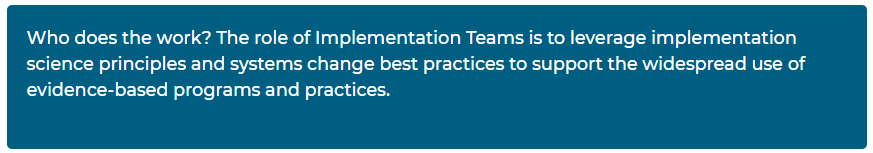 Who does the work? The role of Implementation Teams is to leverage implementation
science principles and systems change best practices to support the widespread use of
evidence-based programs and practices.